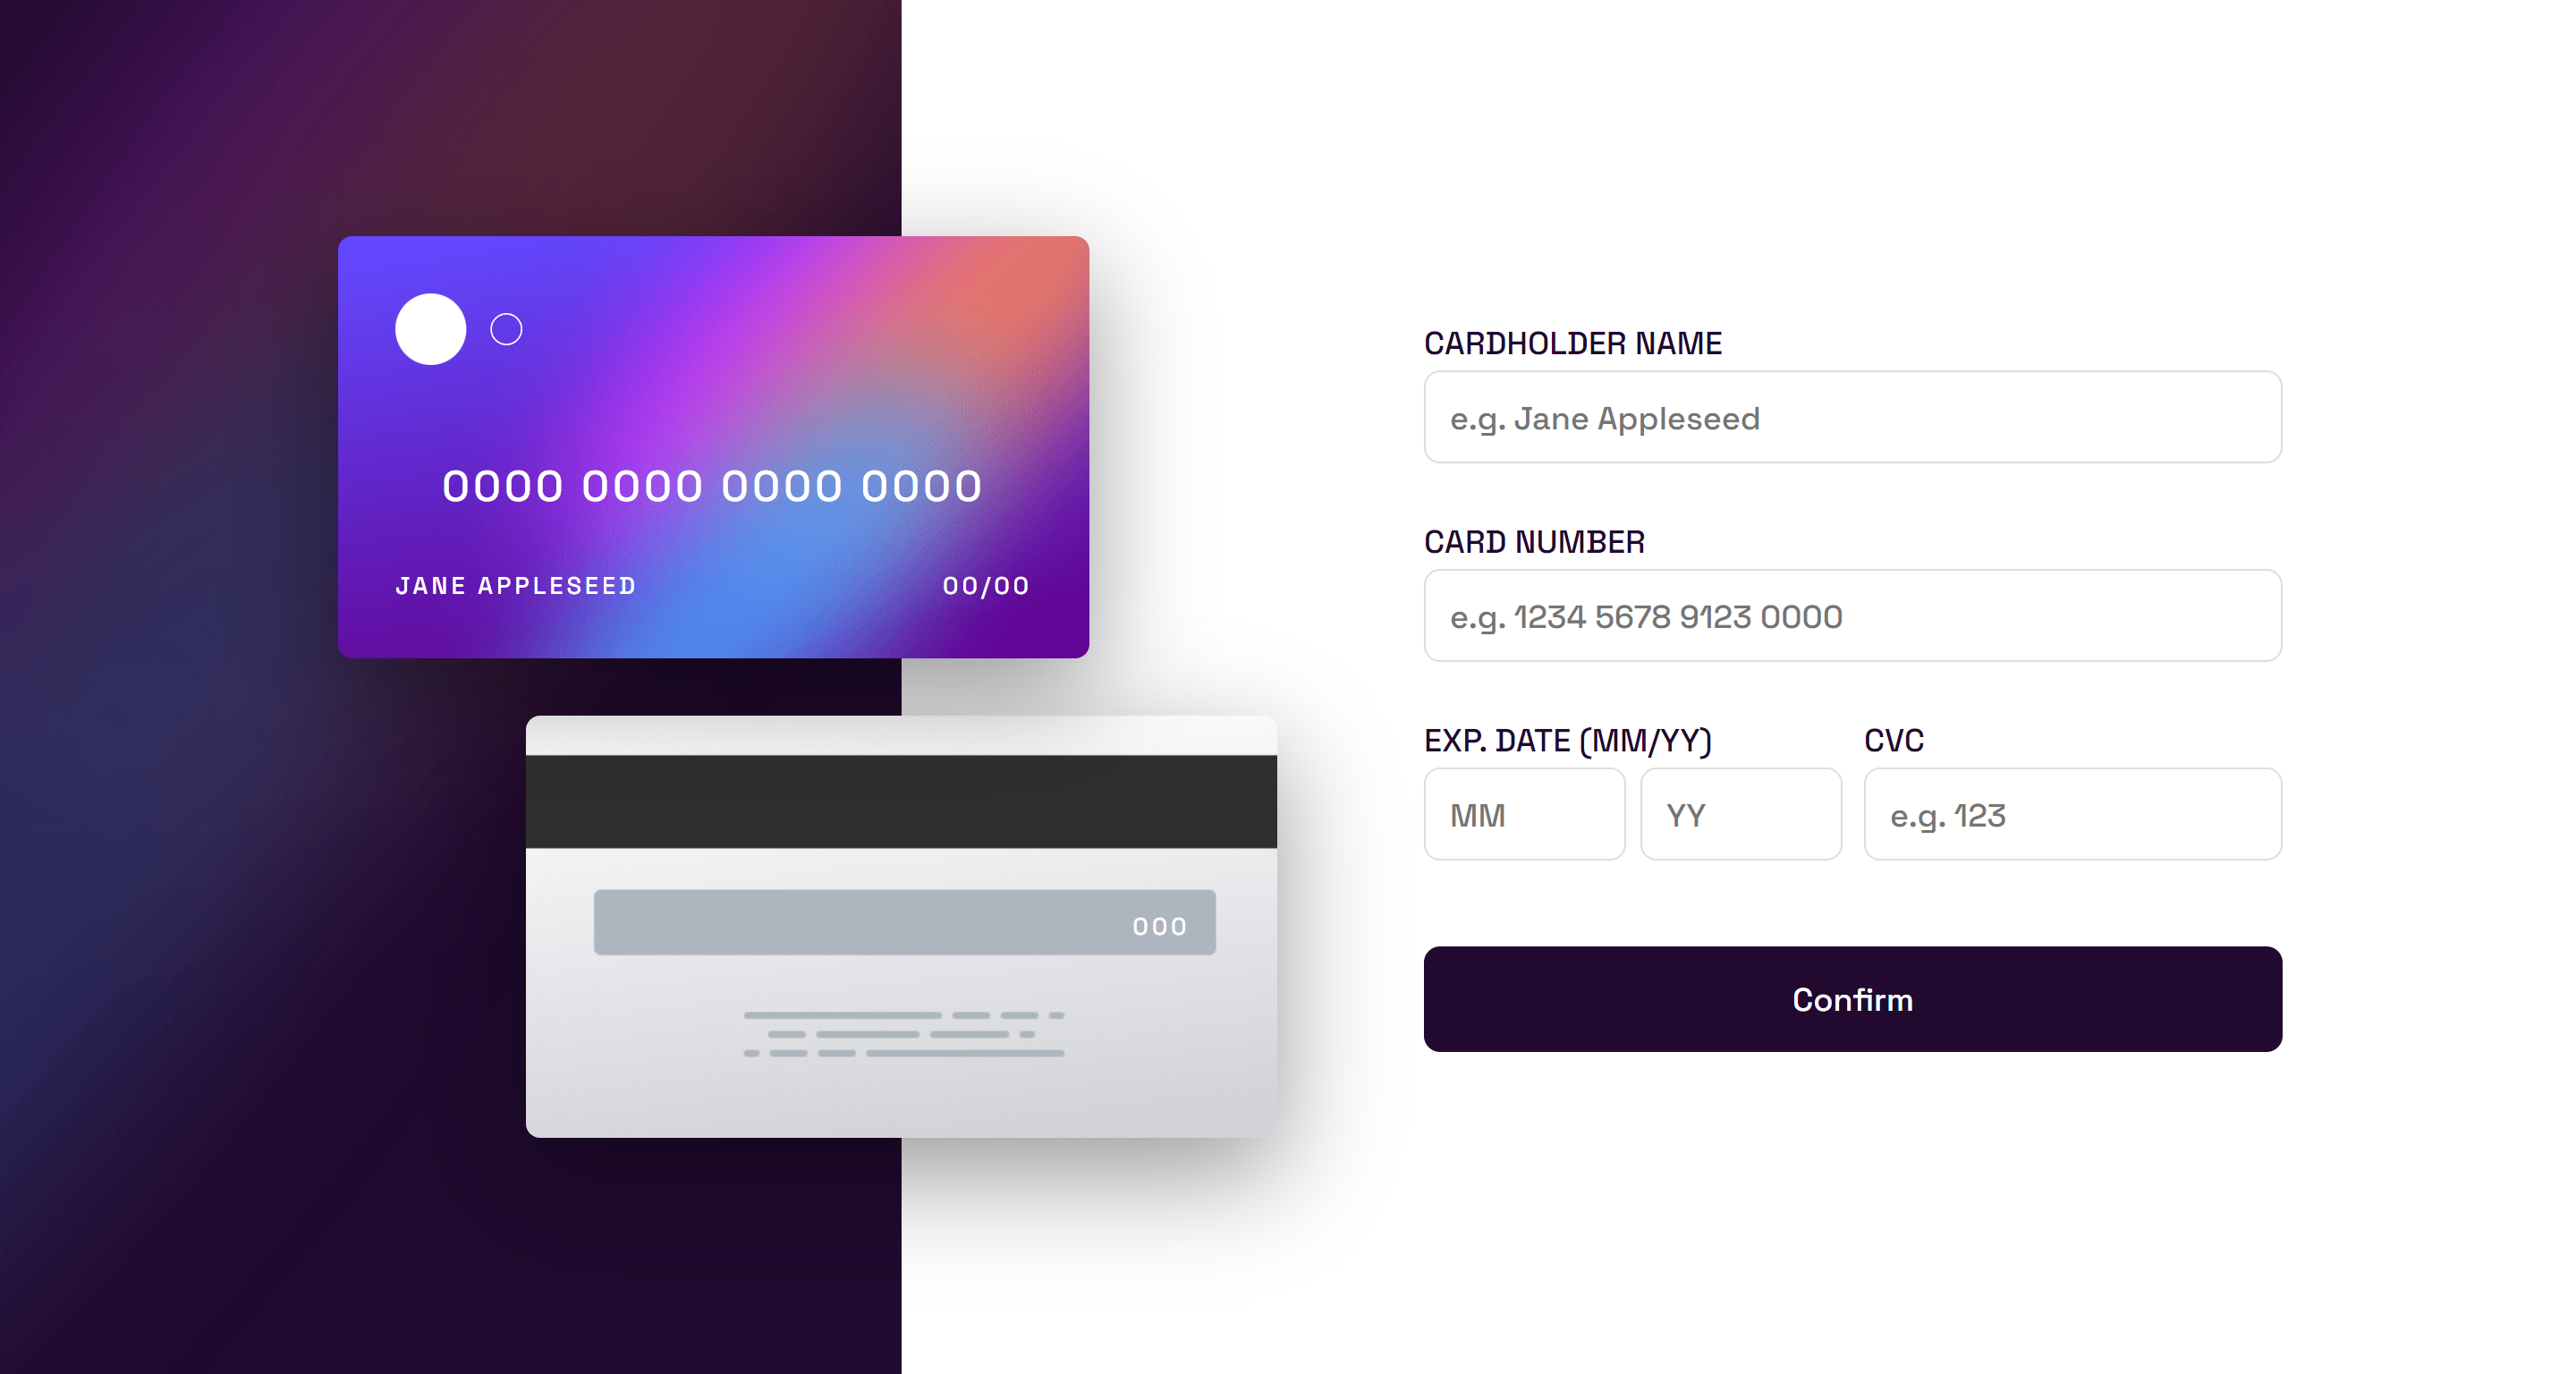 0000 0000 0000 0000
JANE APPLESEED 00/00
000
CARDHOLDER NAME
e.g. Jane Appleseed
CARD NUMBER
e.g. 1234 5678 9123 0000
EXP. DATE (MM/YY) CVC
MM YY e.g. 123
Confirm